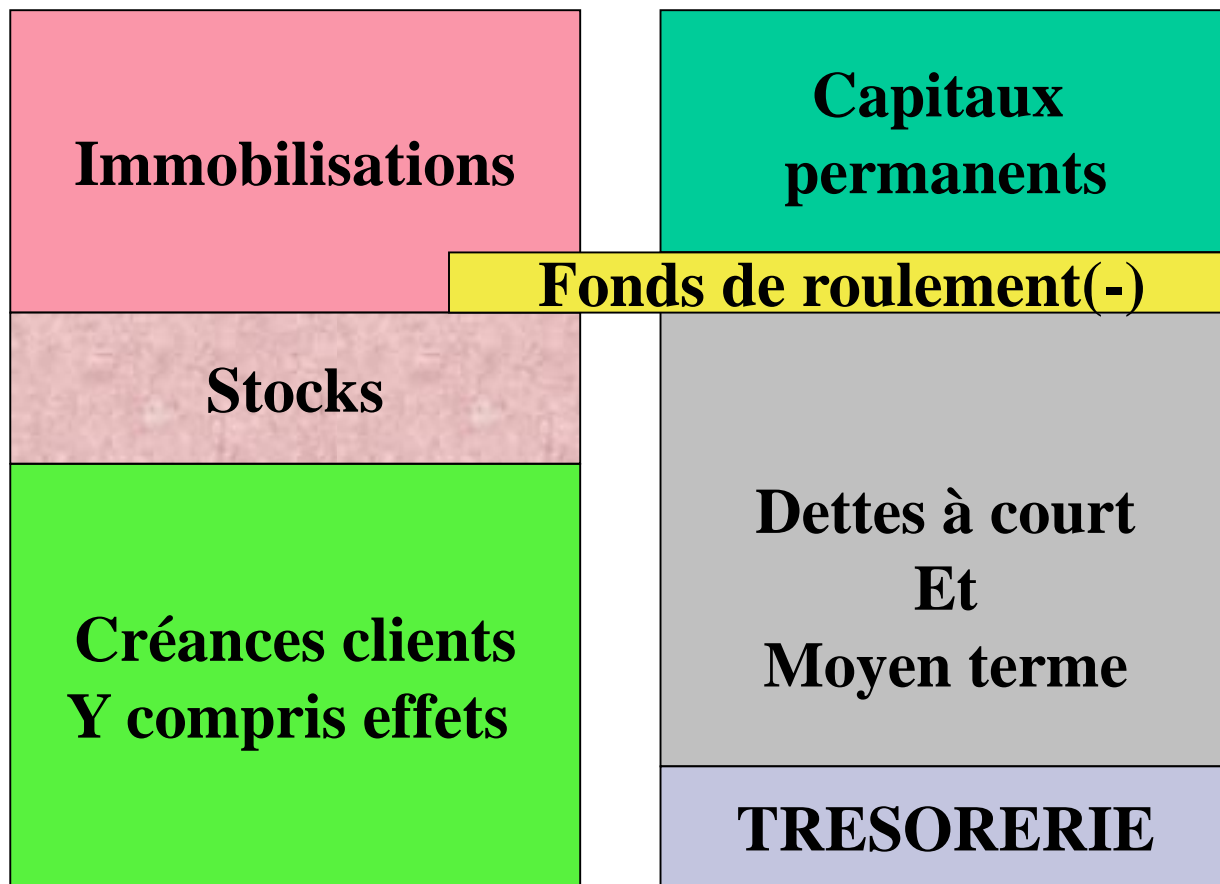 Immobilisations
Capitaux
permanents
Fonds de roulement(-)
Stocks
Créances clients
Y compris effets
Dettes à court
Et
Moyen terme
TRESORERIE